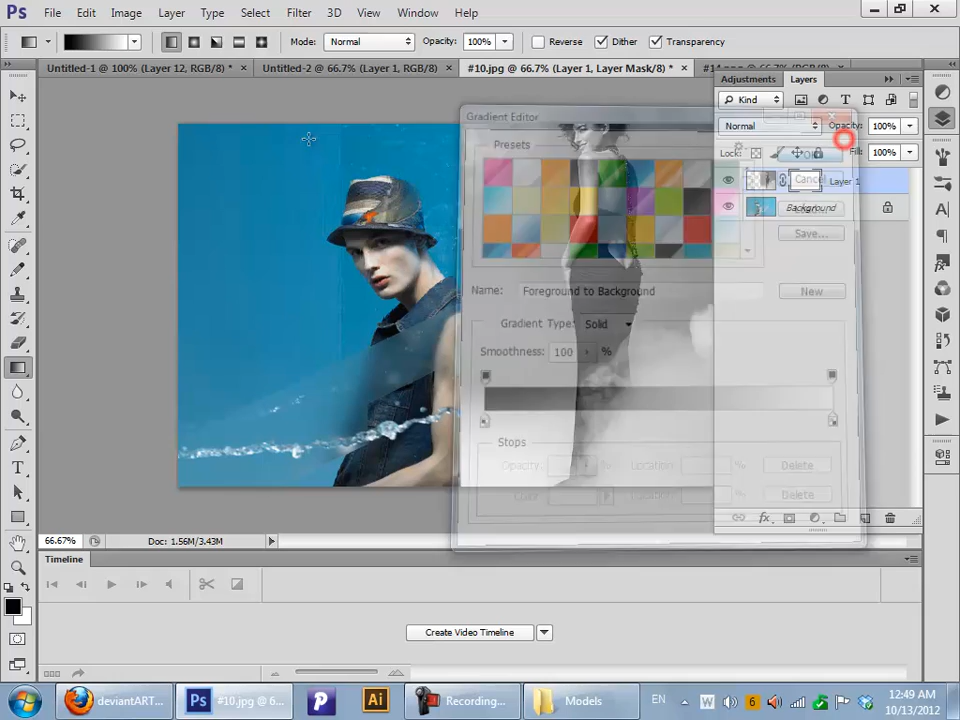 Ps File Edit Image Layer Type Select Filter 3D View Window Help
Mode: Normal Opacity: 100% Reverse Dither Transparency
Untitled-1 @ 100% (Layer 12, RGB/8) * × Untitled-2 @ 66.7% (Layer 1, RGB/8) × #10.jpg @ 66.7% (Layer 1, Layer Mask/8) * ×
Adjustments Layers
Kind
Gradient Editor
Normal Opacity: 100%
Presets
Lock: Fill: 100%
Cancel Layer 1
Background
Save...
Name: Foreground to Background New
Gradient Type: Solid
Smoothness: 100 %
Stops
Opacity: Location: % Delete
Color: Location: % Delete
66.67% Doc: 1.56M/3.43M
Timeline
Create Video Timeline
deviantART... Ps #10.jpg @ 6... P Ai Recording... Models EN W 6 12:49 AM
10/13/2012